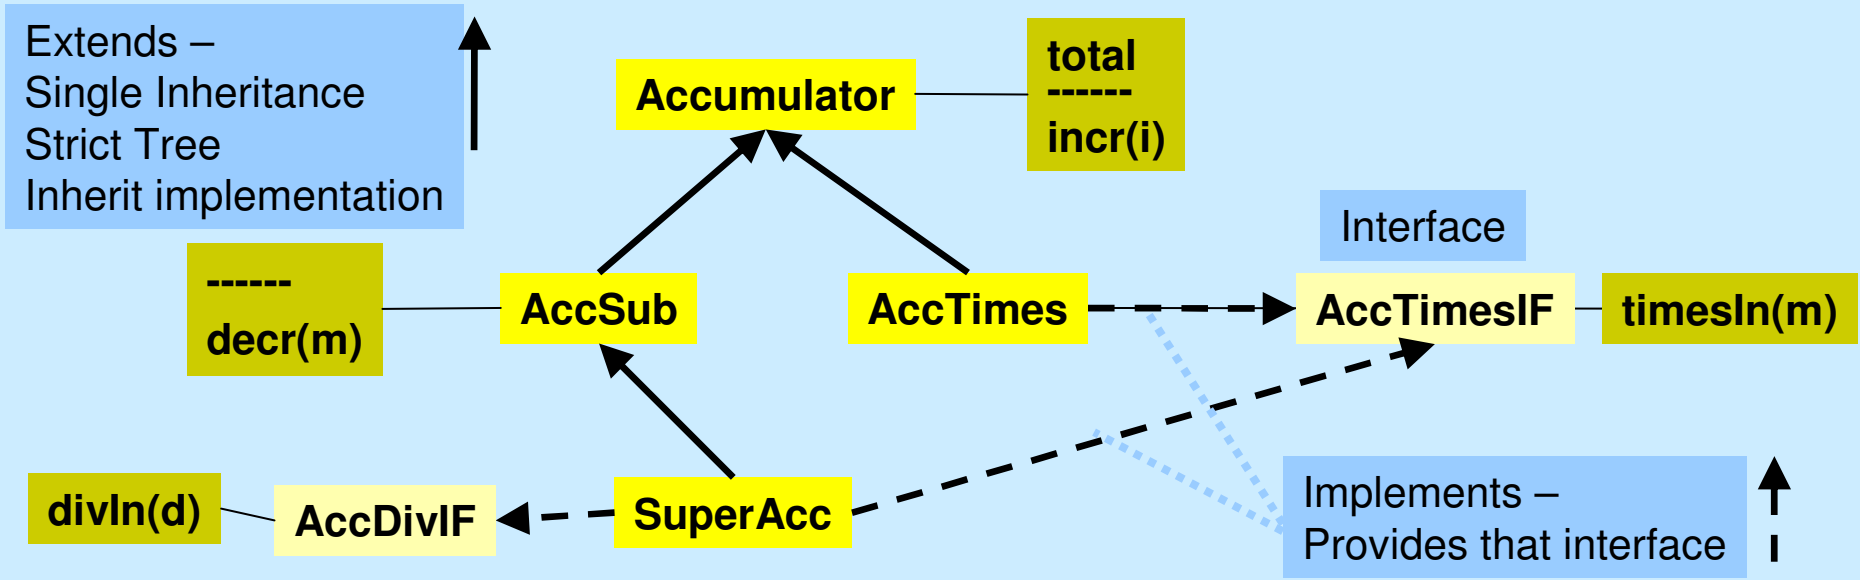 Extends –
Single Inheritance
Strict Tree
Inherit implementation
Accumulator
total
------
incr(i)
Interface
------
decr(m)
AccSub
AccTimes
AccTimesIF
timesIn(m)
divIn(d)
AccDivIF
SuperAcc
Implements –
Provides that interface